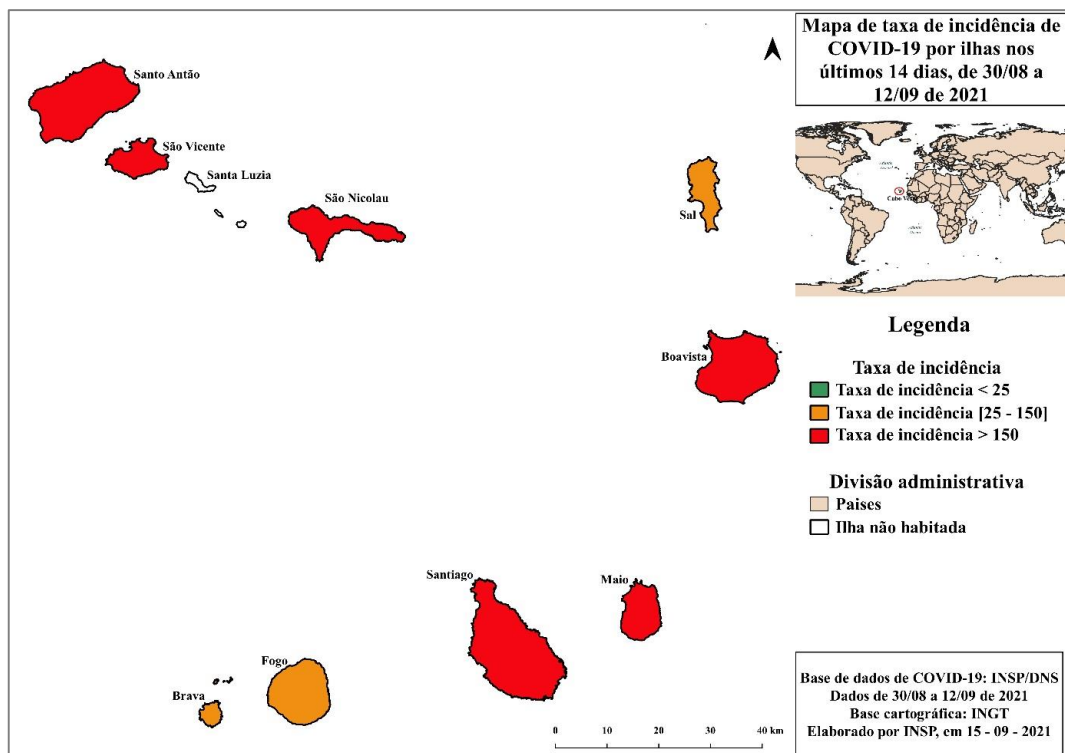 Mapa de taxa de incidência de
COVID-19 por ilhas nos
últimos 14 dias, de 30/08 a
12/09 de 2021
Santo Antão
São Vicente
Santa Luzia
São Nicolau
Sal
Boavista
Cabo Verde
Legenda
Taxa de incidência
Taxa de incidência < 25
Taxa de incidência [25 - 150]
Taxa de incidência > 150
Divisão administrativa
Paises
Ilha não habitada
Santiago
Maio
Fogo
Brava
0 10 20 30 40 km
Base de dados de COVID-19: INSP/DNS
Dados de 30/08 a 12/09 de 2021
Base cartográfica: INGT
Elaborado por INSP, em 15 - 09 - 2021